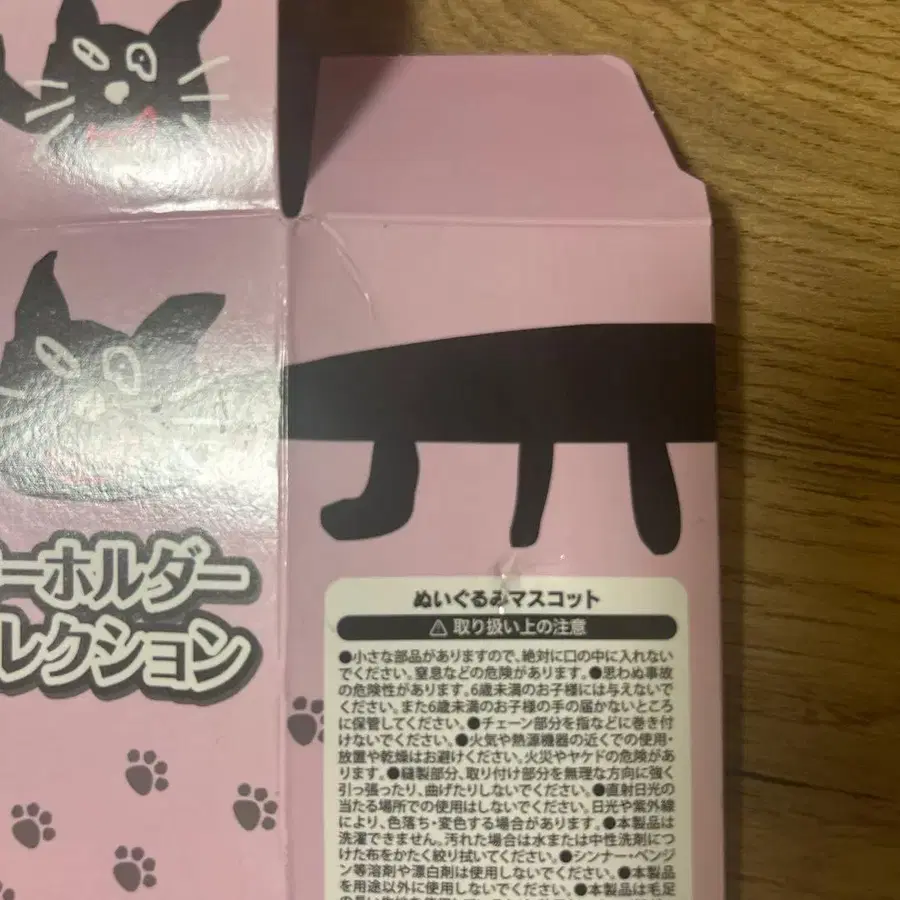 ーホルダー
レクション
ぬいぐるみマスコット
⚠ 取り扱い上の注意
●小さな部品がありますので、絶対に口の中に入れない
でください。窒息などの危険があります。●思わぬ事故
の危険性があります。6歳未満のお子様には与えないで
ください。また6歳未満のお子様の手の届かないところ
に保管してください。●チェーン部分を指などに巻き付
けないでください。●火気や熱源機器の近くでの使用・
放置や乾燥はお避けください。火災やヤケドの危険があ
ります。●縫製部分、取り付け部分を無理な方向に強く
引っ張ったり、曲げたりしないでください。●直射日光の
当たる場所での使用はしないでください。日光や紫外線
により、色落ち・変色する場合があります。●本製品は
洗濯できません。汚れた場合は水または中性洗剤につ
けた布をかたく絞り拭いてください。●シンナー・ベンジ
ン等溶剤や漂白剤は使用しないでください。●本製品
を用途以外に使用しないでください。●本製品は毛足